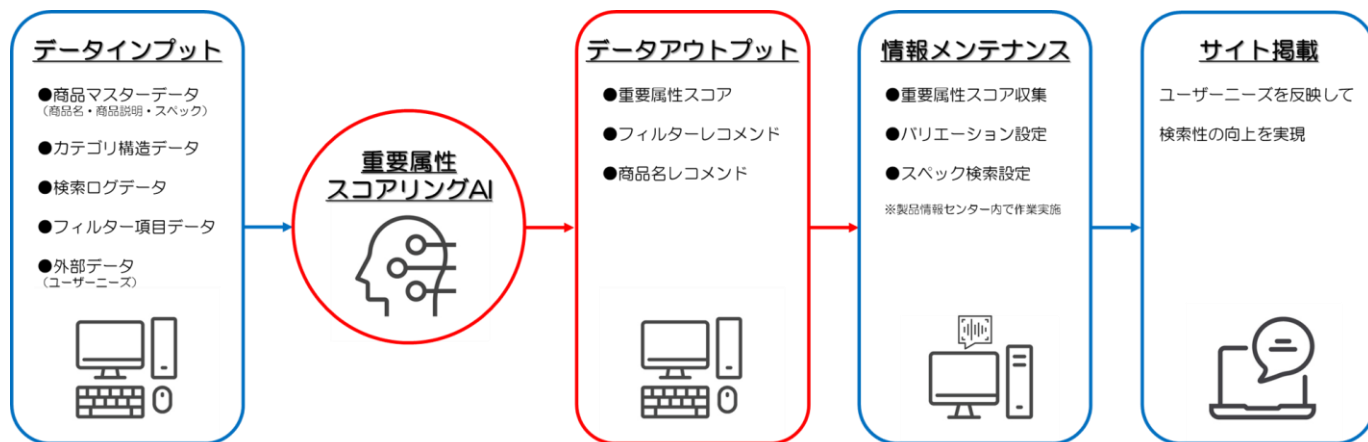 データインプット
●商品マスターデータ
（商品名・商品説明・スペック）
●カテゴリ構造データ
●検索ログデータ
●フィルター項目データ
●外部データ
（ユーザーニーズ）
重要属性
スコアリングAI
データアウトプット
●重要属性スコア
●フィルターレコメンド
●商品名レコメンド
情報メンテナンス
●重要属性スコア収集
●バリエーション設定
●スペック検索設定
※製品情報センター内で作業実施
サイト掲載
ユーザーニーズを反映して
検索性の向上を実現